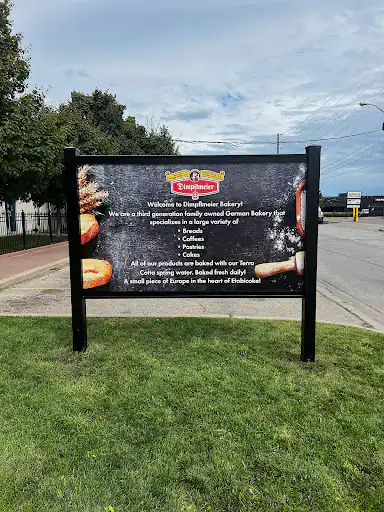 Dimpflmeier
Welcome to Dimpflmeier Bakery!
We are a third generation family owned German Bakery that
specializes in a large variety of
• Breads
• Coffees
• Pastries
• Cakes
All of our products are baked with our Terra
Cotta spring water. Baked fresh daily!
A small piece of Europe in the heart of Etobicoke!